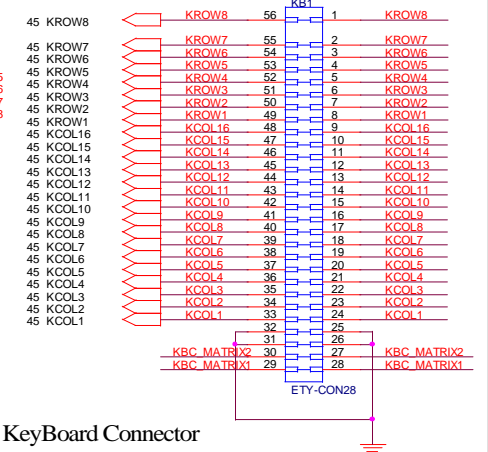 KB1
45 KROW8 KROW8 56 1 KROW8
45 KROW7 KROW7 55 2 KROW7
45 KROW6 KROW6 54 3 KROW6
45 KROW5 KROW5 53 4 KROW5
45 KROW4 KROW4 52 5 KROW4
45 KROW3 KROW3 51 6 KROW3
45 KROW2 KROW2 50 7 KROW2
45 KROW1 KROW1 49 8 KROW1
45 KCOL16 KCOL16 48 9 KCOL16
45 KCOL15 KCOL15 47 10 KCOL15
45 KCOL14 KCOL14 46 11 KCOL14
45 KCOL13 KCOL13 45 12 KCOL13
45 KCOL12 KCOL12 44 13 KCOL12
45 KCOL11 KCOL11 43 14 KCOL11
45 KCOL10 KCOL10 42 15 KCOL10
45 KCOL9 KCOL9 41 16 KCOL9
45 KCOL8 KCOL8 40 17 KCOL8
45 KCOL7 KCOL7 39 18 KCOL7
45 KCOL6 KCOL6 38 19 KCOL6
45 KCOL5 KCOL5 37 20 KCOL5
45 KCOL4 KCOL4 36 21 KCOL4
45 KCOL3 KCOL3 35 22 KCOL3
45 KCOL2 KCOL2 34 23 KCOL2
45 KCOL1 KCOL1 33 24 KCOL1
32 25
31 26
KBC_MATRIX2 30 27 KBC_MATRIX2
KBC_MATRIX1 29 28 KBC_MATRIX1
ETY-CON28
KeyBoard Connector